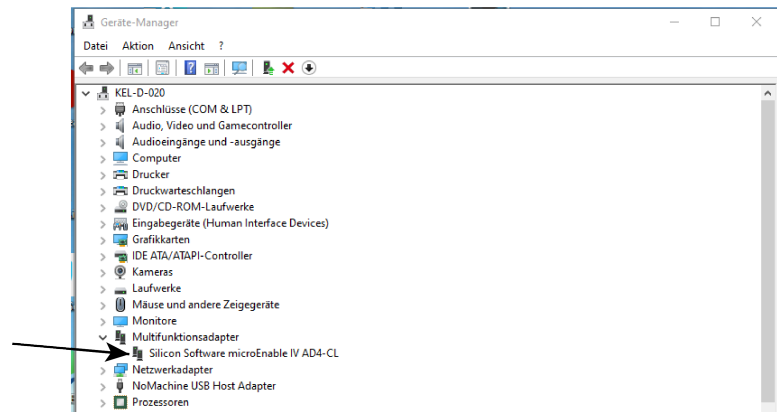 Geräte-Manager
Datei Aktion Ansicht ?
KEL-D-020
Anschlüsse (COM & LPT)
Audio, Video und Gamecontroller
Audioeingänge und -ausgänge
Computer
Drucker
Druckwarteschlangen
DVD/CD-ROM-Laufwerke
Eingabegeräte (Human Interface Devices)
Grafikkarten
IDE ATA/ATAPI-Controller
Kameras
Laufwerke
Mäuse und andere Zeigegeräte
Monitore
Multifunktionsadapter
Silicon Software microEnable IV AD4-CL
Netzwerkadapter
NoMachine USB Host Adapter
Prozessoren